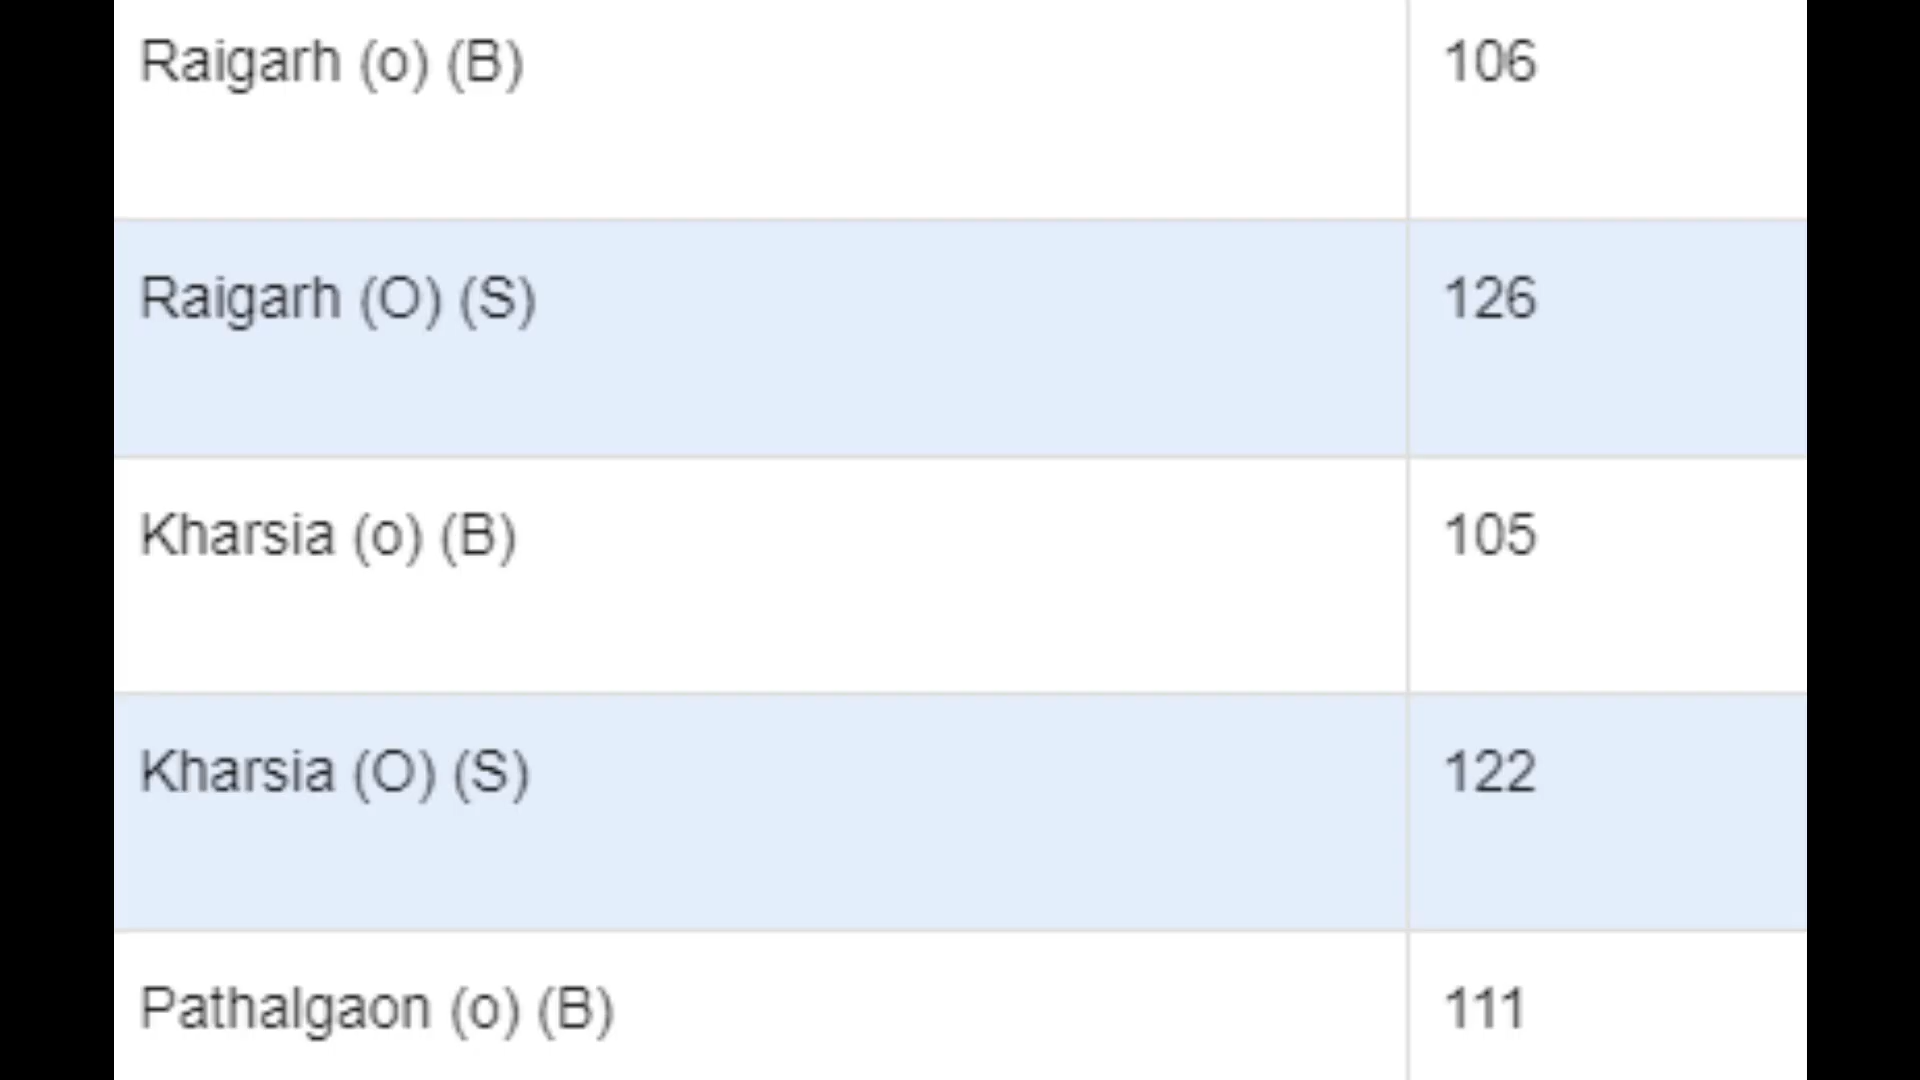 Raigarh (o) (B) 106
Raigarh (O) (S) 126
Kharsia (o) (B) 105
Kharsia (O) (S) 122
Pathalgaon (o) (B) 111